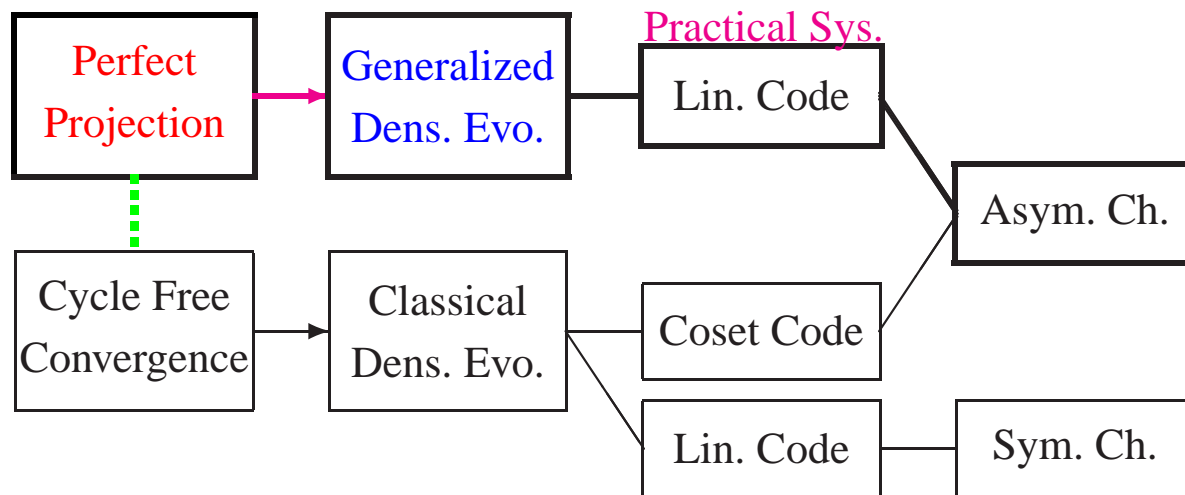 Perfect
Projection
Generalized
Dens. Evo.
Practical Sys.
Lin. Code
Asym. Ch.
Cycle Free
Convergence
Classical
Dens. Evo.
Coset Code
Lin. Code
Sym. Ch.